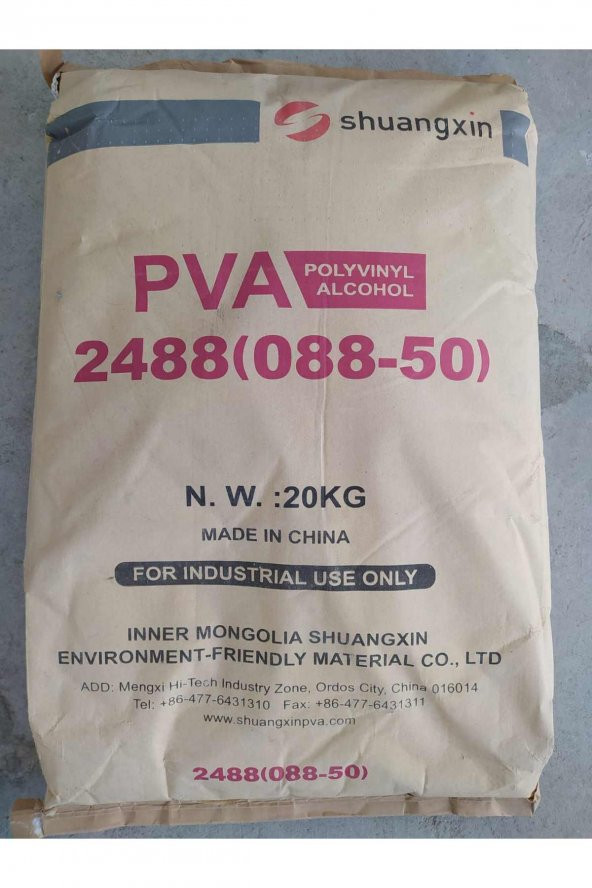 shuangxin
PVA
POLYVINYL
ALCOHOL
2488(088-50)
N. W. :20KG
MADE IN CHINA
FOR INDUSTRIAL USE ONLY
INNER MONGOLIA SHUANGXIN
ENVIRONMENT-FRIENDLY MATERIAL CO., LTD
ADD: Mengxi Hi-Tech Industry Zone, Ordos City, China 016014
Tel: +86-477-6431310 Fax: +86-477-6431311
www.shuangxinpva.com
2488(088-50)